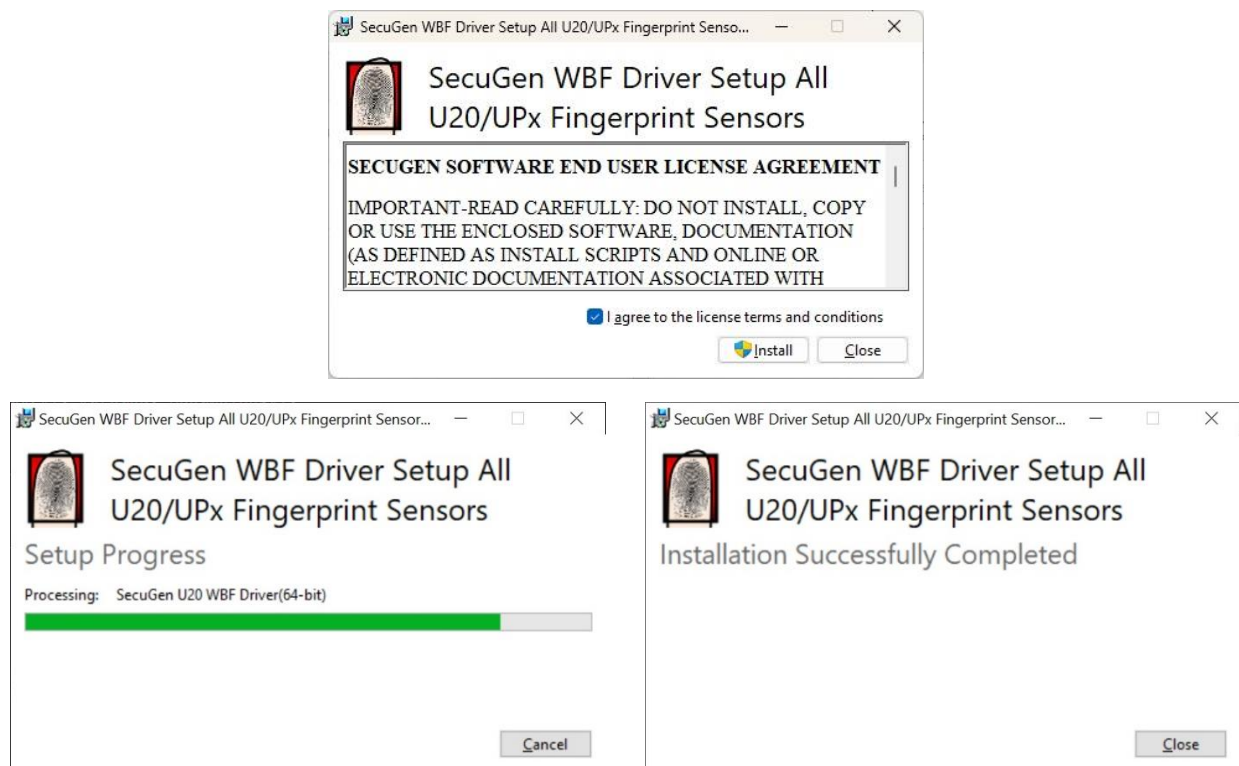 SecuGen WBF Driver Setup All U20/UPx Fingerprint Senso...
SecuGen WBF Driver Setup All
U20/UPx Fingerprint Sensors
SECUGEN SOFTWARE END USER LICENSE AGREEMENT
IMPORTANT-READ CAREFULLY: DO NOT INSTALL, COPY
OR USE THE ENCLOSED SOFTWARE, DOCUMENTATION
(AS DEFINED AS INSTALL SCRIPTS AND ONLINE OR
ELECTRONIC DOCUMENTATION ASSOCIATED WITH
I agree to the license terms and conditions
Install
Close
SecuGen WBF Driver Setup All U20/UPx Fingerprint Sensor...
SecuGen WBF Driver Setup All
U20/UPx Fingerprint Sensors
Setup Progress
Processing: SecuGen U20 WBF Driver(64-bit)
Cancel
SecuGen WBF Driver Setup All U20/UPx Fingerprint Sensor...
SecuGen WBF Driver Setup All
U20/UPx Fingerprint Sensors
Installation Successfully Completed
Close